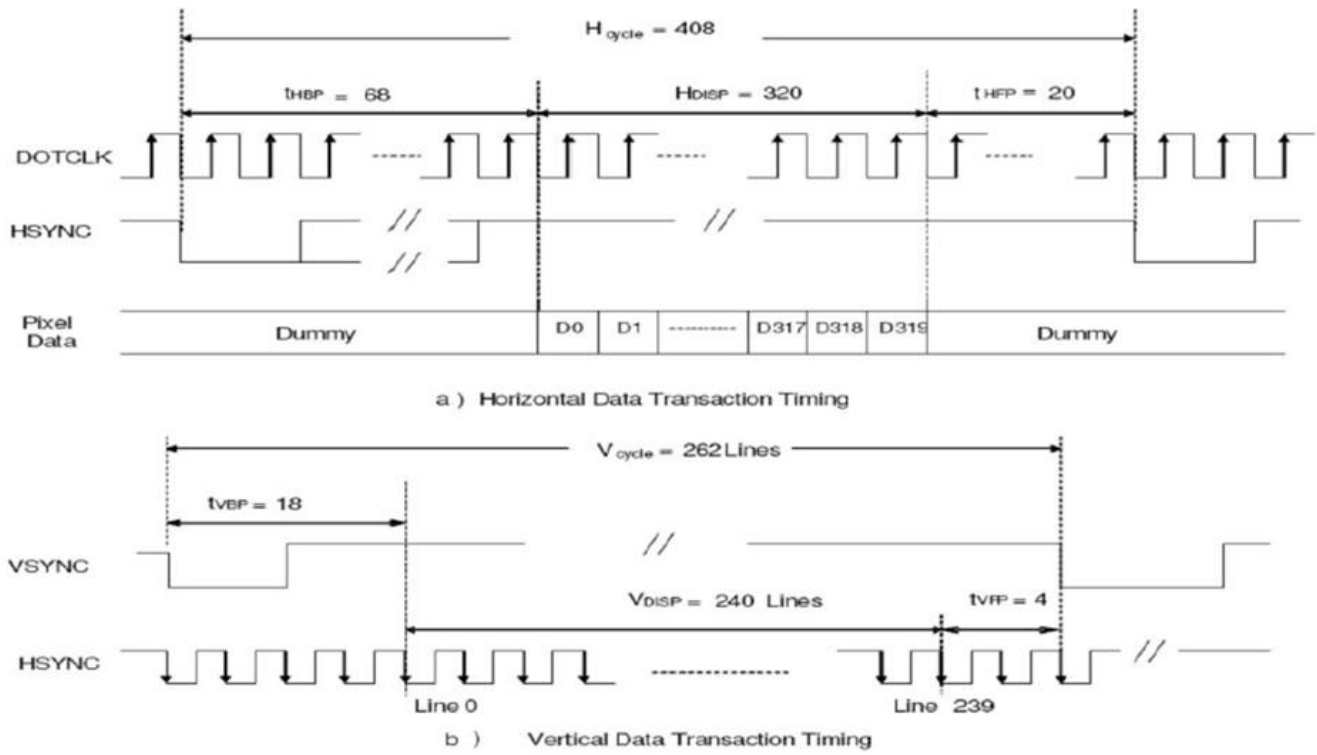 H cycle = 408
tHBP = 68
HDISP = 320
tHFP = 20
DOTCLK
HSYNC
Pixel
Data
Dummy
D0
D1
D317
D318
D319
Dummy
a ) Horizontal Data Transaction Timing
V cycle = 262 Lines
tVBP = 18
VSYNC
VDISP = 240 Lines
tVFP = 4
HSYNC
Line 0
Line 239
b ) Vertical Data Transaction Timing